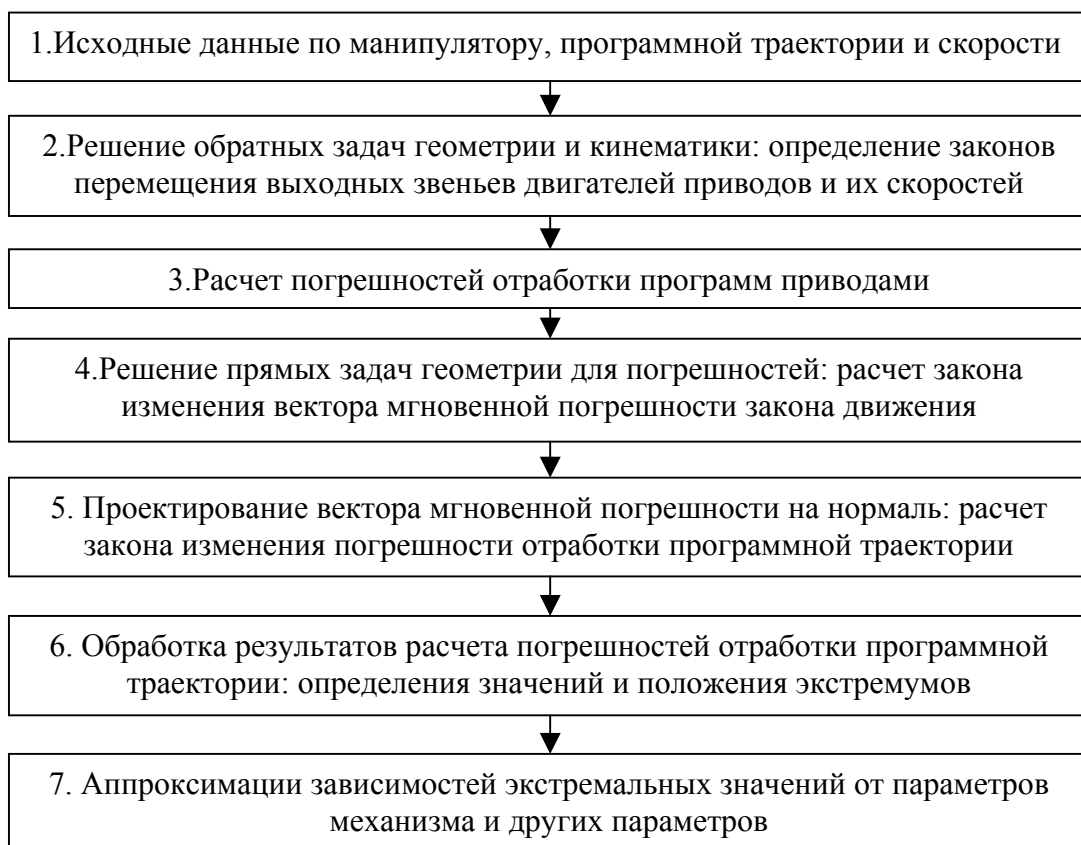 1.Исходные данные по манипулятору, программной траектории и скорости
2.Решение обратных задач геометрии и кинематики: определение законов
перемещения выходных звеньев двигателей приводов и их скоростей
3.Расчет погрешностей отработки программ приводами
4.Решение прямых задач геометрии для погрешностей: расчет закона
изменения вектора мгновенной погрешности закона движения
5. Проектирование вектора мгновенной погрешности на нормаль: расчет
закона изменения погрешности отработки программной траектории
6. Обработка результатов расчета погрешностей отработки программной
траектории: определения значений и положения экстремумов
7. Аппроксимации зависимостей экстремальных значений от параметров
механизма и других параметров